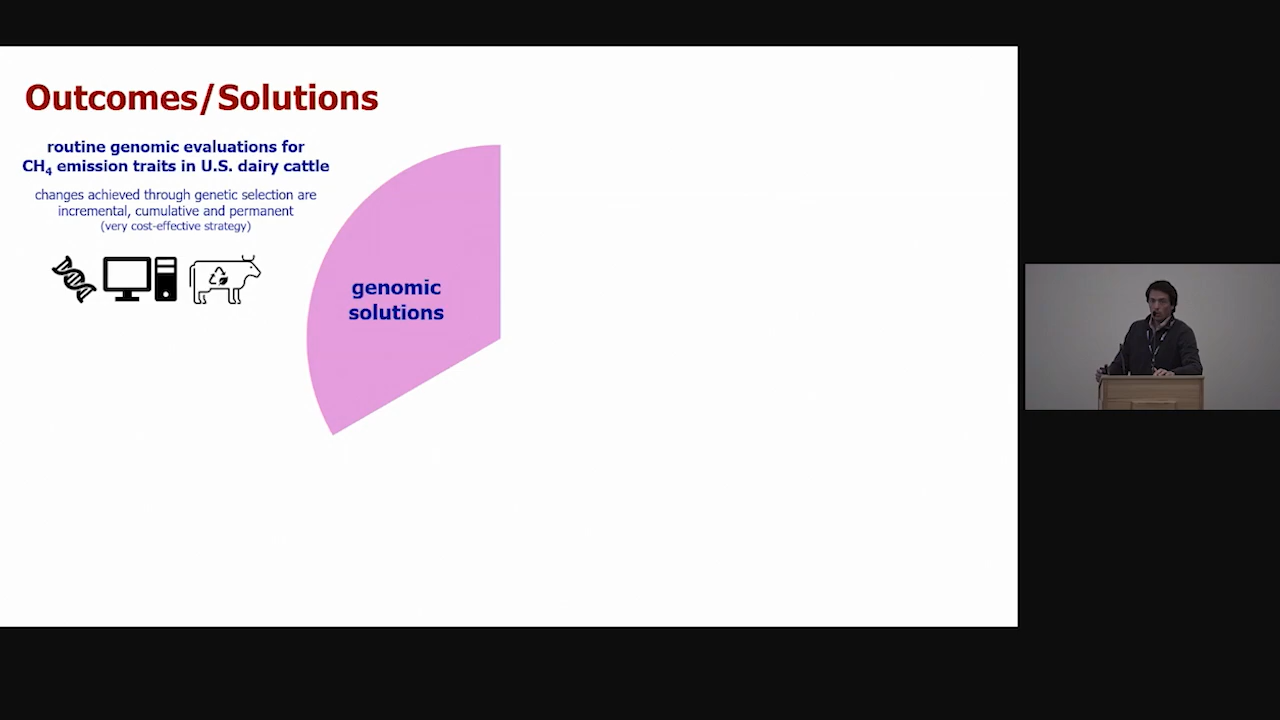 Outcomes/Solutions
routine genomic evaluations for
CH₄ emission traits in U.S. dairy cattle
changes achieved through genetic selection are
incremental, cumulative and permanent
(very cost-effective strategy)
genomic
solutions